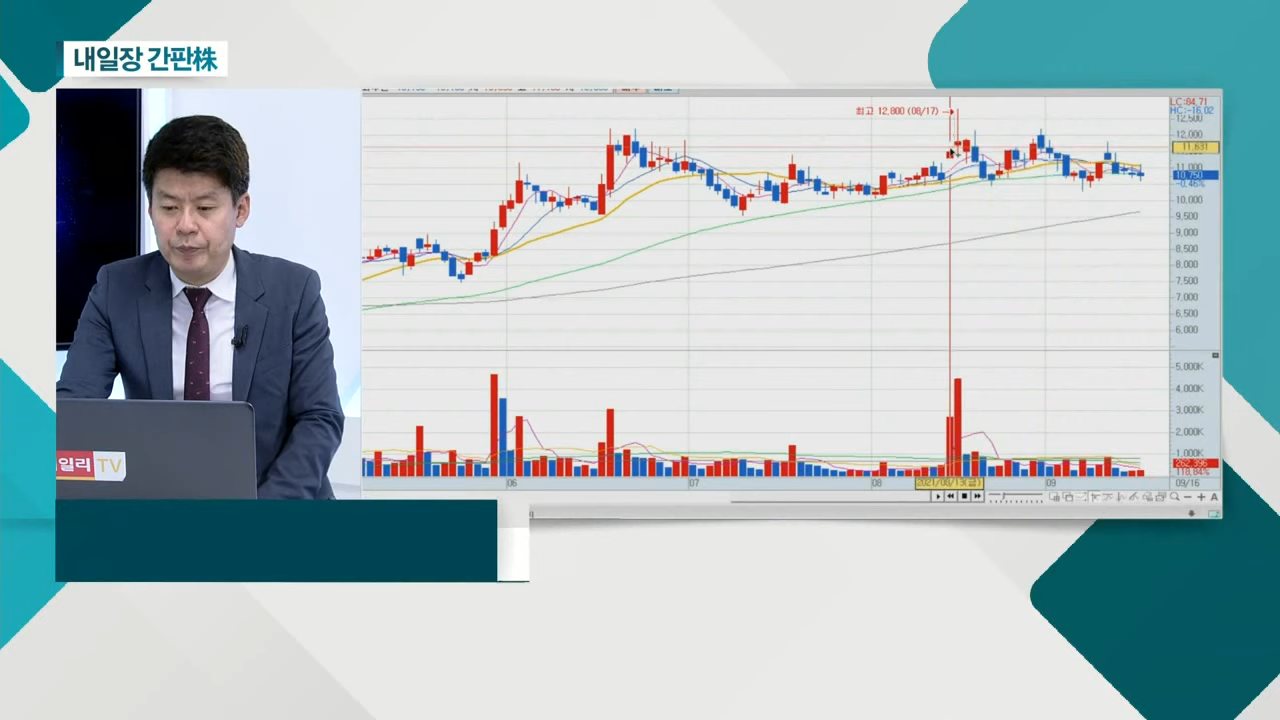 내일장 간판株
최고 12,800 (08/17)
LC:84.71
HC:-16.02
12,500
12,000
11,631
11,000
10,750
-0.46%
10,000
9,500
9,000
8,500
8,000
7,500
7,000
6,500
6,000
5,000K
4,000K
3,000K
2,000K
1,000K
262,396
118.84%
06
07
08
2021/08/13(금)
09
09/16
A
일리 TV